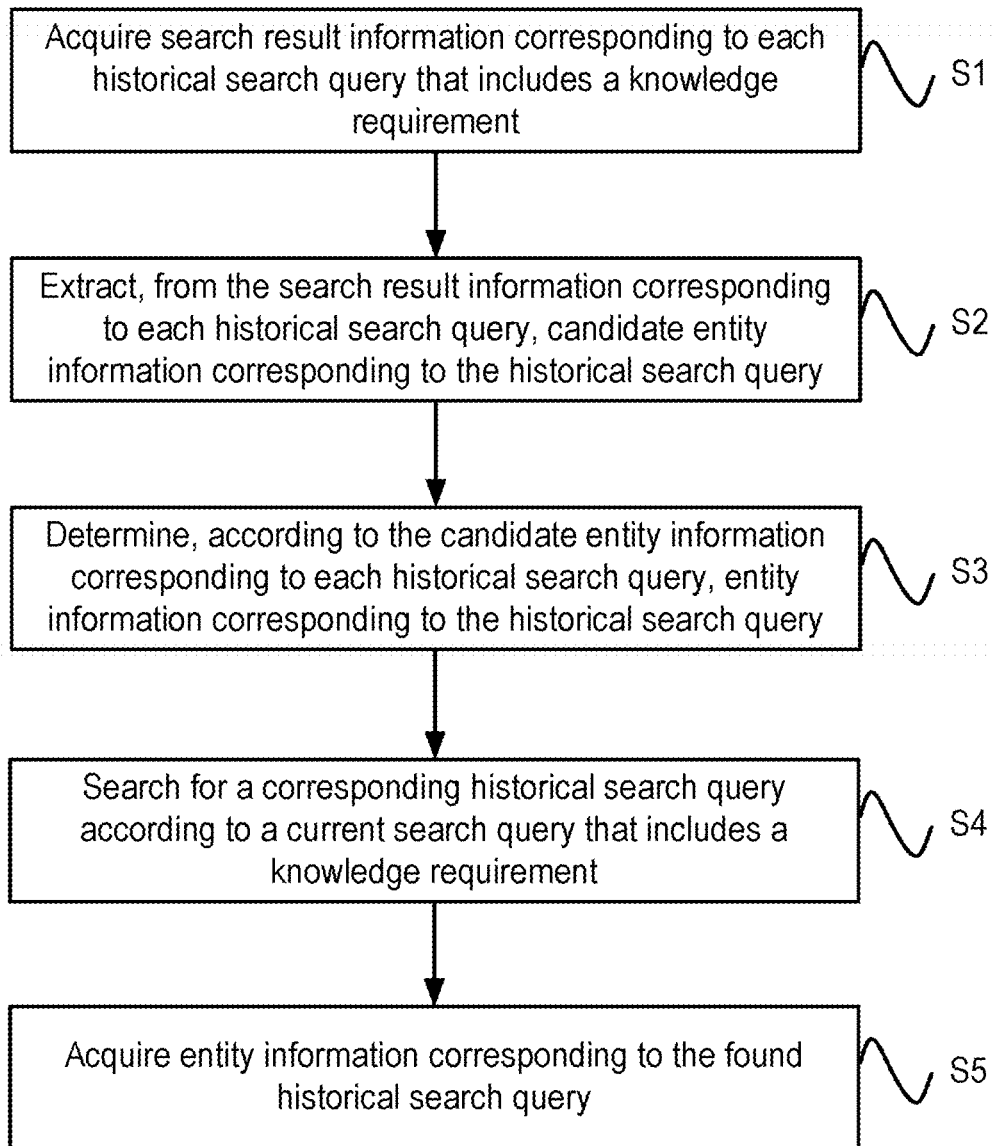 Acquire search result information corresponding to each
historical search query that includes a knowledge
requirement
S1
Extract, from the search result information corresponding
to each historical search query, candidate entity
information corresponding to the historical search query
S2
Determine, according to the candidate entity information
corresponding to each historical search query, entity
information corresponding to the historical search query
S3
Search for a corresponding historical search query
according to a current search query that includes a
knowledge requirement
S4
Acquire entity information corresponding to the found
historical search query
S5